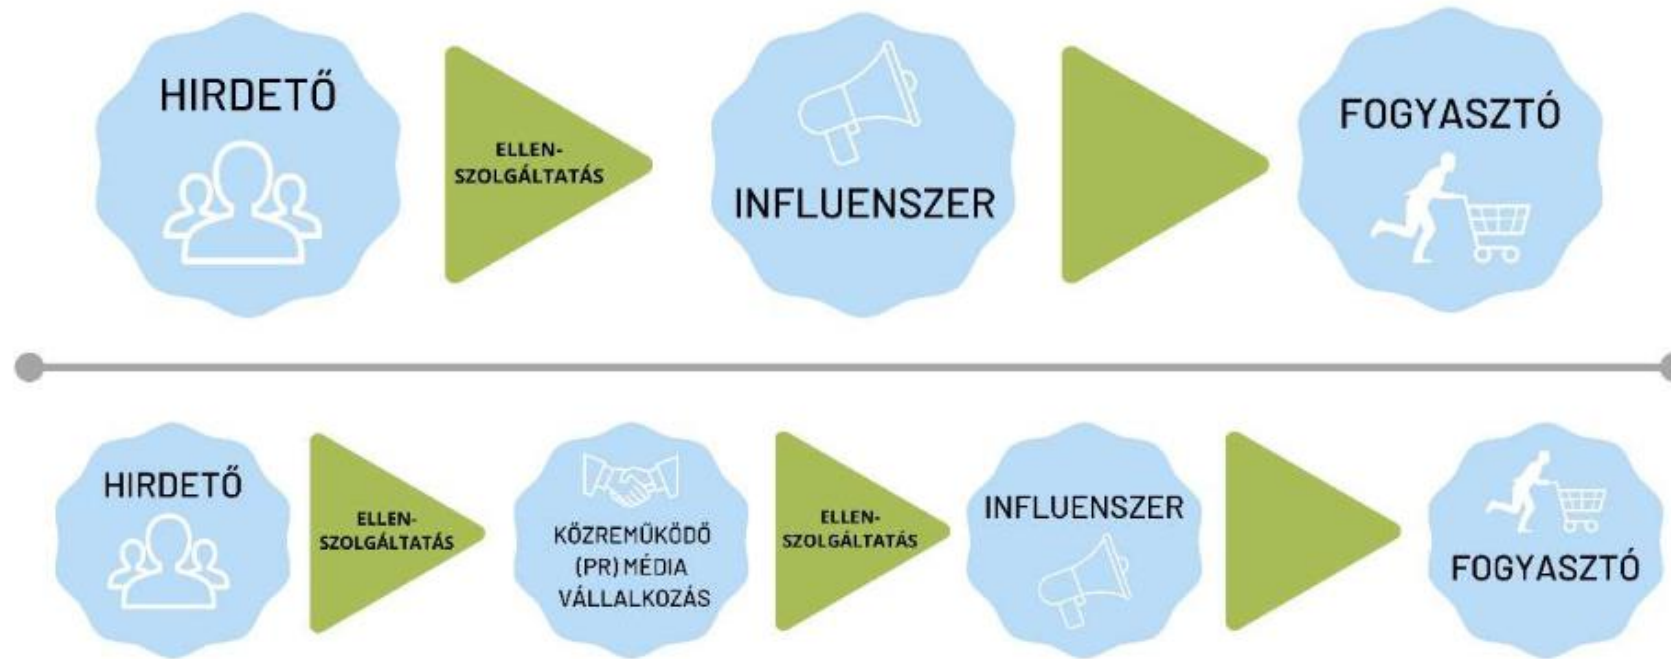 HIRDETŐ
ELLEN-
SZOLGÁLTATÁS
INFLUENSZER
FOGYASZTÓ
HIRDETŐ
ELLEN-
SZOLGÁLTATÁS
KÖZREMŰKÖDŐ
(PR) MÉDIA
VÁLLALKOZÁS
ELLEN-
SZOLGÁLTATÁS
INFLUENSZER
FOGYASZTÓ